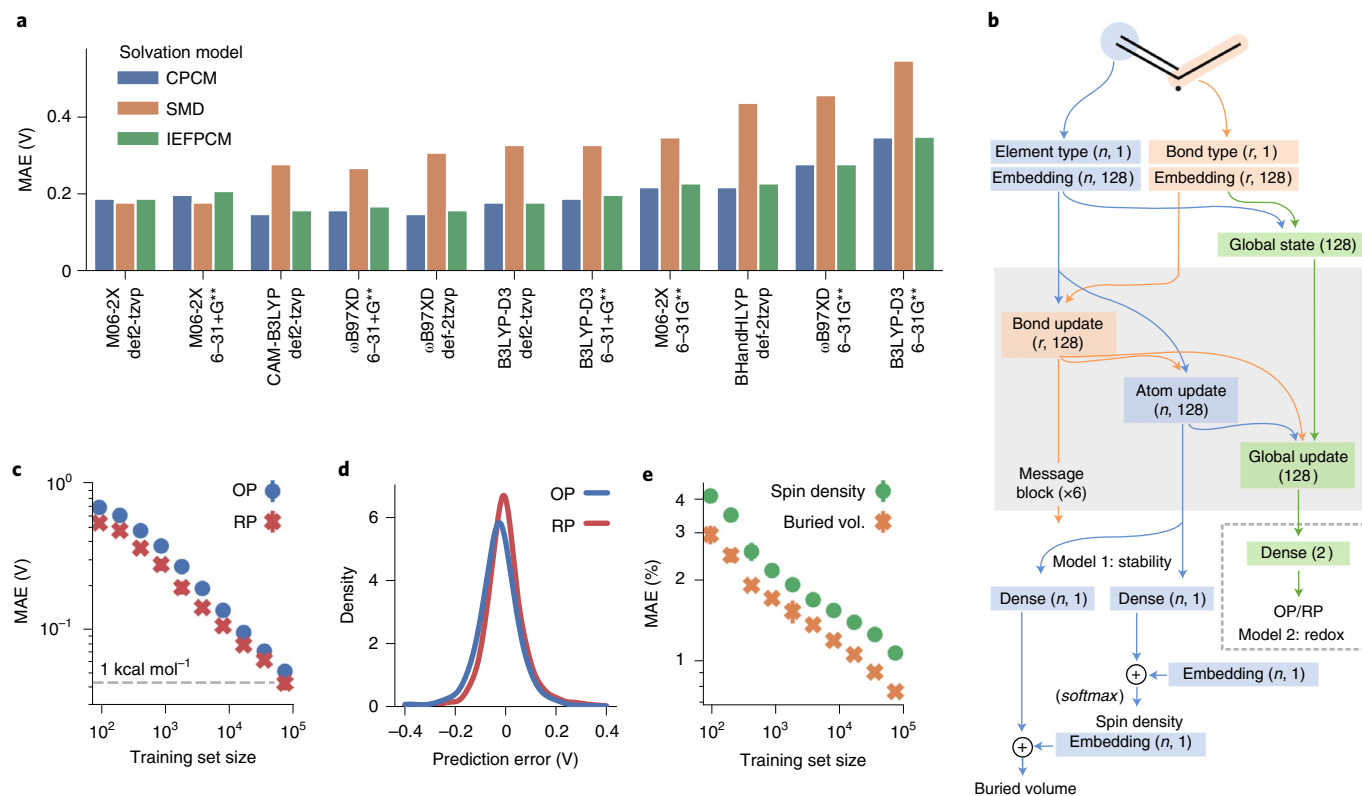 a
Solvation model
CPCM
SMD
IEFPCM
MAE (V)
0.4
0.2
0
M06-2X
def2-tzvp
M06-2X
6–31+G**
CAM-B3LYP
def2-tzvp
ωB97XD
6–31+G**
ωB97XD
def-2tzvp
B3LYP-D3
def2-tzvp
B3LYP-D3
6–31+G**
M06-2X
6–31G**
BHandHLYP
def-2tzvp
ωB97XD
6–31G**
B3LYP-D3
6–31G**
b
Element type (n, 1)
Embedding (n, 128)
Bond type (r, 1)
Embedding (r, 128)
Global state (128)
Bond update
(r, 128)
Atom update
(n, 128)
Global update
(128)
Message
block (×6)
Model 1: stability
Dense (n, 1)
Dense (n, 1)
Dense (2)
OP/RP
Model 2: redox
+
Embedding (n, 1)
(softmax)
Spin density
+
Embedding (n, 1)
Buried volume
c
OP
RP
MAE (V)
10⁰
10⁻¹
1 kcal mol⁻¹
10²
10³
10⁴
10⁵
Training set size
d
OP
RP
Density
6
4
2
0
–0.4
–0.2
0
0.2
0.4
Prediction error (V)
e
Spin density
Buried vol.
MAE (%)
4
3
2
1
10²
10³
10⁴
10⁵
Training set size